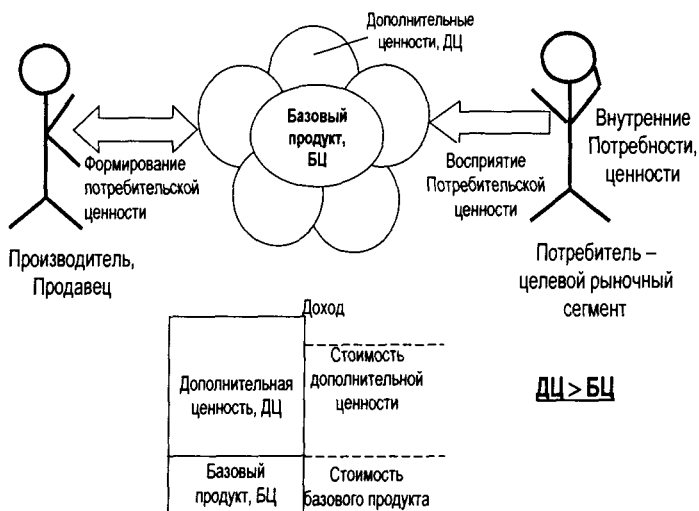 Дополнительные
ценности, ДЦ
Базовый
продукт,
БЦ
Формирование
потребительской
ценности
Восприятие
Потребительской
ценности
Внутренние
Потребности,
ценности
Производитель,
Продавец
Потребитель –
целевой рыночный
сегмент
Доход
Дополнительная
ценность, ДЦ
Стоимость
дополнительной
ценности
ДЦ > БЦ
Базовый
продукт, БЦ
Стоимость
базового продукта